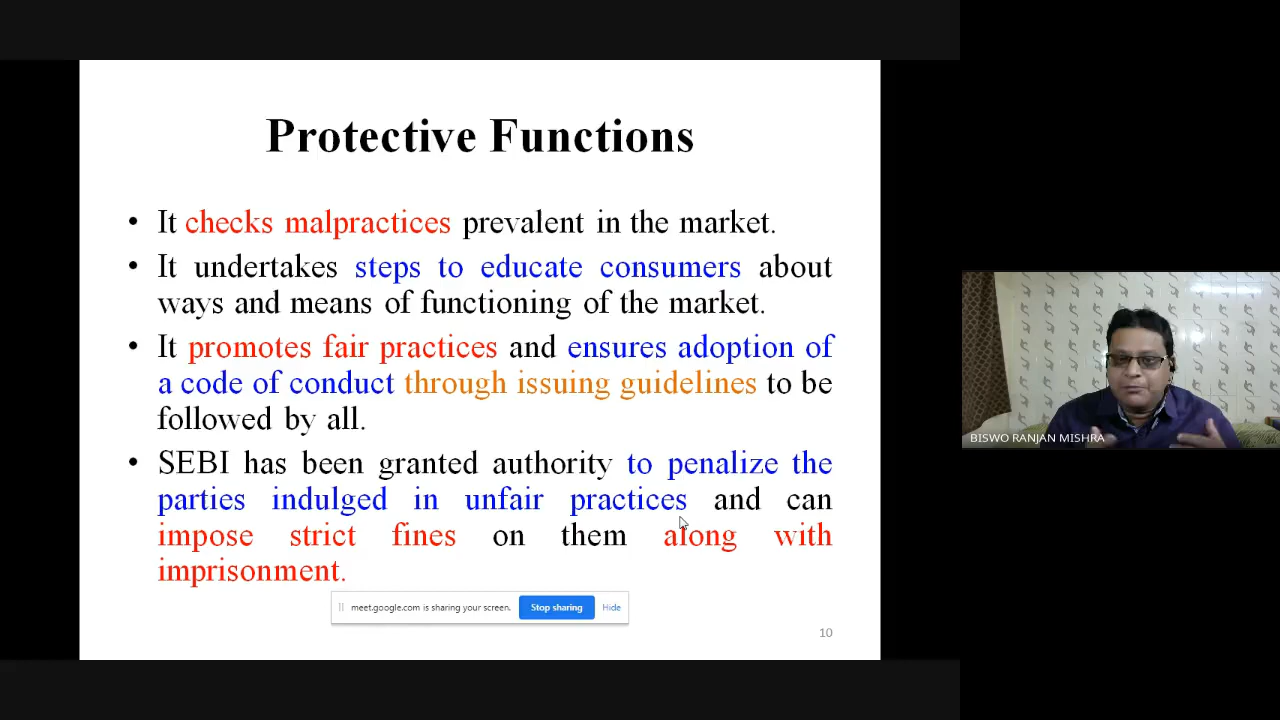 Protective Functions
• It checks malpractices prevalent in the market.
• It undertakes steps to educate consumers about
ways and means of functioning of the market.
• It promotes fair practices and ensures adoption of
a code of conduct through issuing guidelines to be
followed by all.
• SEBI has been granted authority to penalize the
parties indulged in unfair practices and can
impose strict fines on them along with
imprisonment.
meet.google.com is sharing your screen. Stop sharing Hide
10
BISWO RANJAN MISHRA